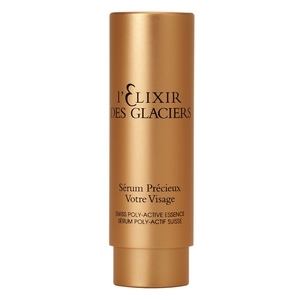 l'ELIXIR
DES GLACIERS
Sérum Précieux
Votre Visage
SWISS POLY-ACTIVE ESSENCE
SÉRUM POLY-ACTIF SUISSE